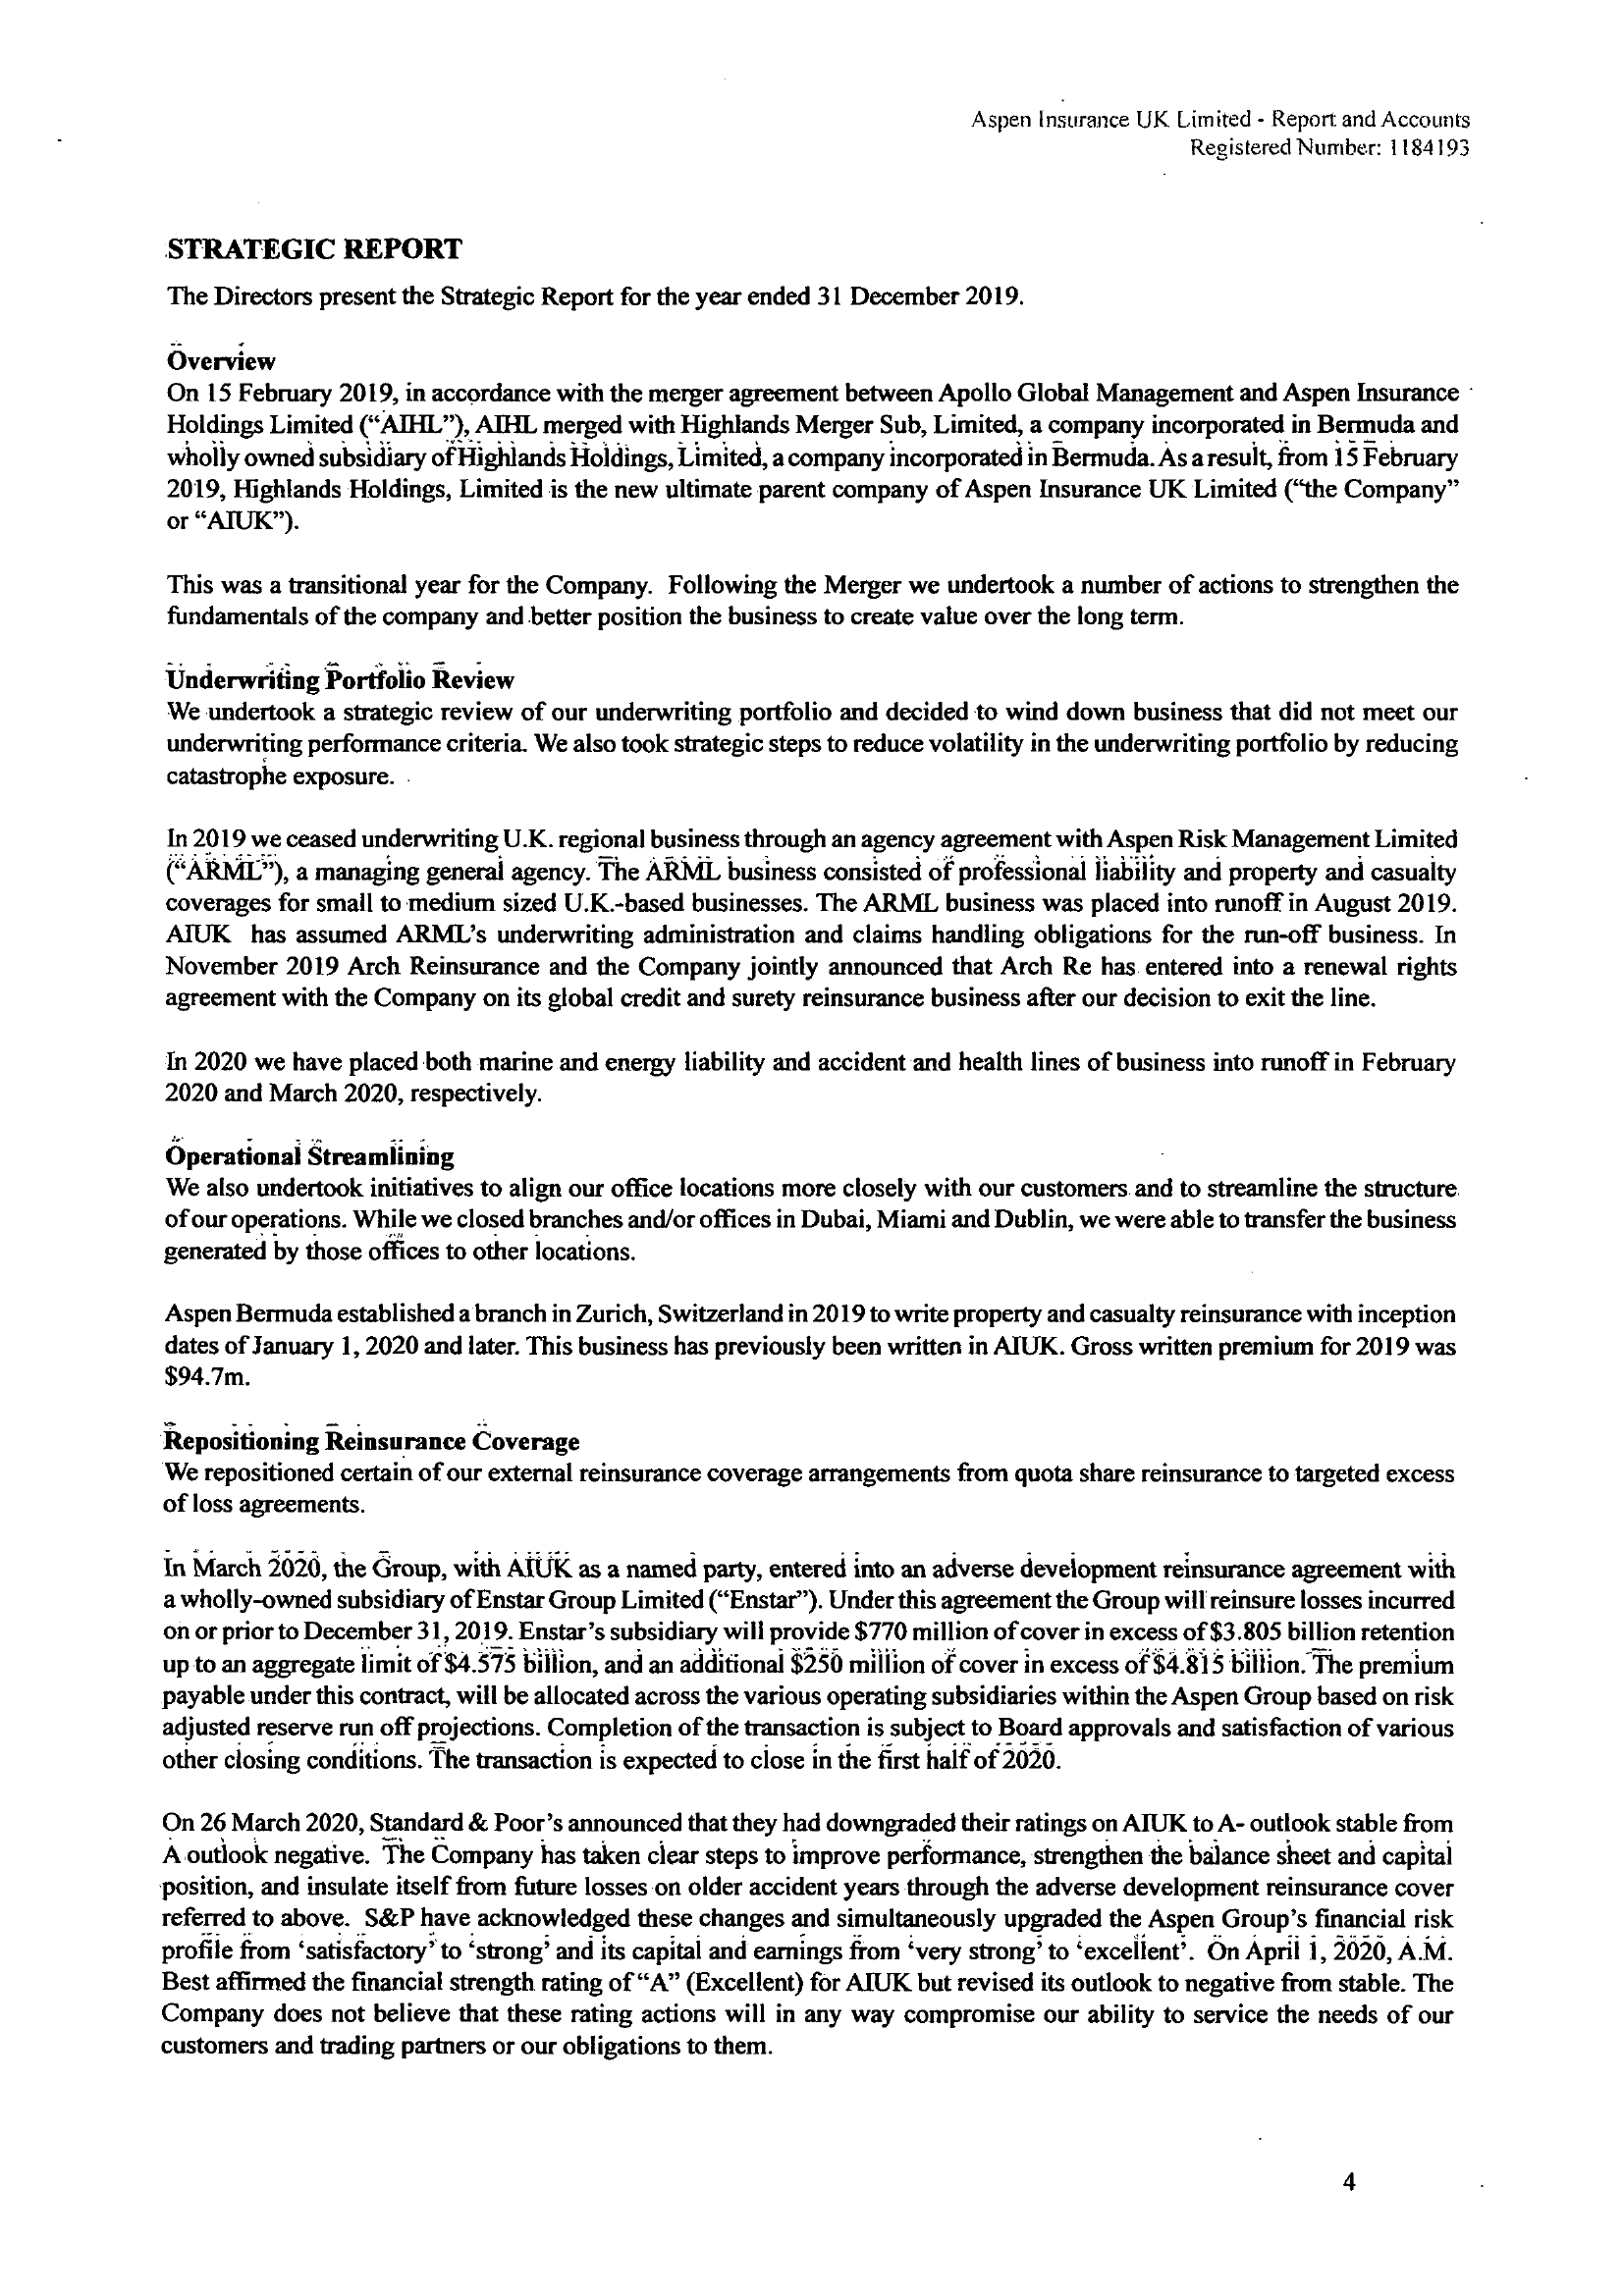 Aspen Insurance UK Limited - Report and Accounts
Registered Number: 1184193
STRATEGIC REPORT
The Directors present the Strategic Report for the year ended 31 December 2019.
Overview
On 15 February 2019, in accordance with the merger agreement between Apollo Global Management and Aspen Insurance
Holdings Limited (“AIHL”), AIHL merged with Highlands Merger Sub, Limited, a company incorporated in Bermuda and
wholly owned subsidiary of Highlands Holdings, Limited, a company incorporated in Bermuda. As a result, from 15 February
2019, Highlands Holdings, Limited is the new ultimate parent company of Aspen Insurance UK Limited (“the Company”
or “AIUK”).
This was a transitional year for the Company. Following the Merger we undertook a number of actions to strengthen the
fundamentals of the company and better position the business to create value over the long term.
Underwriting Portfolio Review
We undertook a strategic review of our underwriting portfolio and decided to wind down business that did not meet our
underwriting performance criteria. We also took strategic steps to reduce volatility in the underwriting portfolio by reducing
catastrophe exposure.
In 2019 we ceased underwriting U.K. regional business through an agency agreement with Aspen Risk Management Limited
(“ARML”), a managing general agency. The ARML business consisted of professional liability and property and casualty
coverages for small to medium sized U.K.-based businesses. The ARML business was placed into runoff in August 2019.
AIUK has assumed ARML’s underwriting administration and claims handling obligations for the run-off business. In
November 2019 Arch Reinsurance and the Company jointly announced that Arch Re has entered into a renewal rights
agreement with the Company on its global credit and surety reinsurance business after our decision to exit the line.
In 2020 we have placed both marine and energy liability and accident and health lines of business into runoff in February
2020 and March 2020, respectively.
Operational Streamlining
We also undertook initiatives to align our office locations more closely with our customers and to streamline the structure
of our operations. While we closed branches and/or offices in Dubai, Miami and Dublin, we were able to transfer the business
generated by those offices to other locations.
Aspen Bermuda established a branch in Zurich, Switzerland in 2019 to write property and casualty reinsurance with inception
dates of January 1, 2020 and later. This business has previously been written in AIUK. Gross written premium for 2019 was
$94.7m.
Repositioning Reinsurance Coverage
We repositioned certain of our external reinsurance coverage arrangements from quota share reinsurance to targeted excess
of loss agreements.
In March 2020, the Group, with AIUK as a named party, entered into an adverse development reinsurance agreement with
a wholly-owned subsidiary of Enstar Group Limited (“Enstar”). Under this agreement the Group will reinsure losses incurred
on or prior to December 31, 2019. Enstar’s subsidiary will provide $770 million of cover in excess of $3.805 billion retention
up to an aggregate limit of $4.575 billion, and an additional $250 million of cover in excess of $4.815 billion. The premium
payable under this contract, will be allocated across the various operating subsidiaries within the Aspen Group based on risk
adjusted reserve run off projections. Completion of the transaction is subject to Board approvals and satisfaction of various
other closing conditions. The transaction is expected to close in the first half of 2020.
On 26 March 2020, Standard & Poor’s announced that they had downgraded their ratings on AIUK to A- outlook stable from
A outlook negative. The Company has taken clear steps to improve performance, strengthen the balance sheet and capital
position, and insulate itself from future losses on older accident years through the adverse development reinsurance cover
referred to above. S&P have acknowledged these changes and simultaneously upgraded the Aspen Group’s financial risk
profile from ‘satisfactory’ to ‘strong’ and its capital and earnings from ‘very strong’ to ‘excellent’. On April 1, 2020, A.M.
Best affirmed the financial strength rating of “A” (Excellent) for AIUK but revised its outlook to negative from stable. The
Company does not believe that these rating actions will in any way compromise our ability to service the needs of our
customers and trading partners or our obligations to them.
4